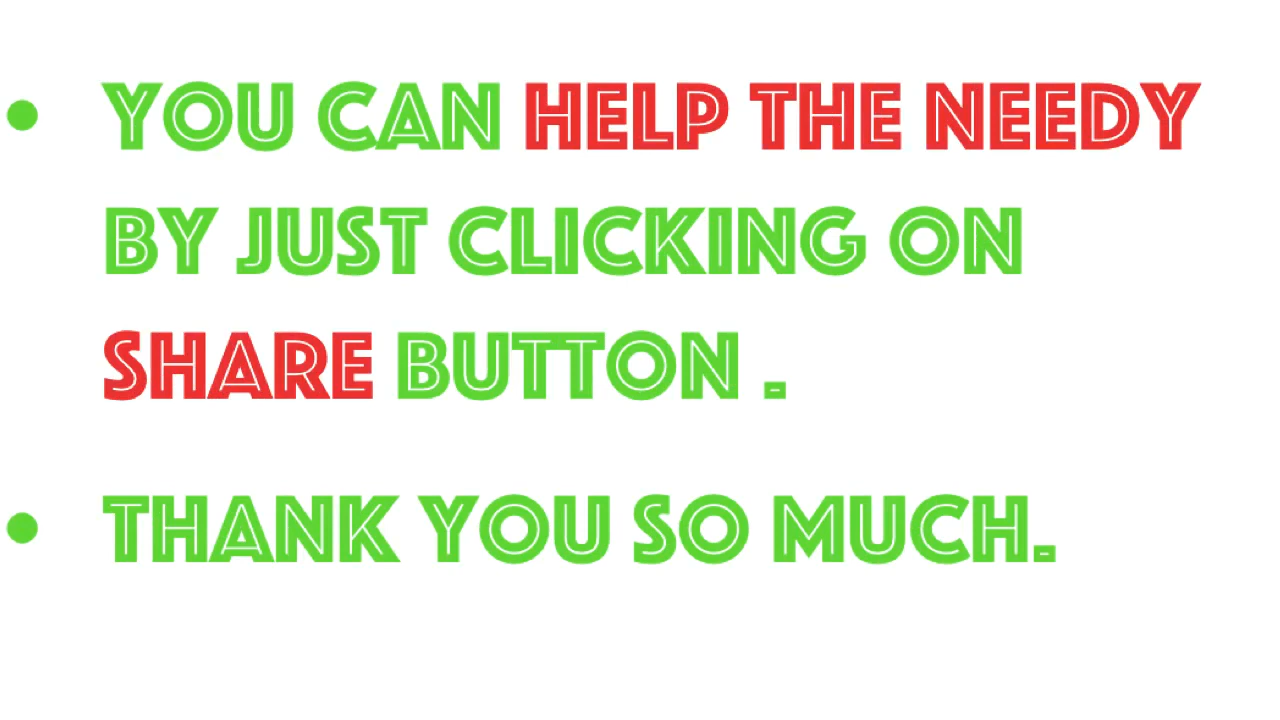 • YOU CAN HELP THE NEEDY
BY JUST CLICKING ON
SHARE BUTTON .
• THANK YOU SO MUCH.